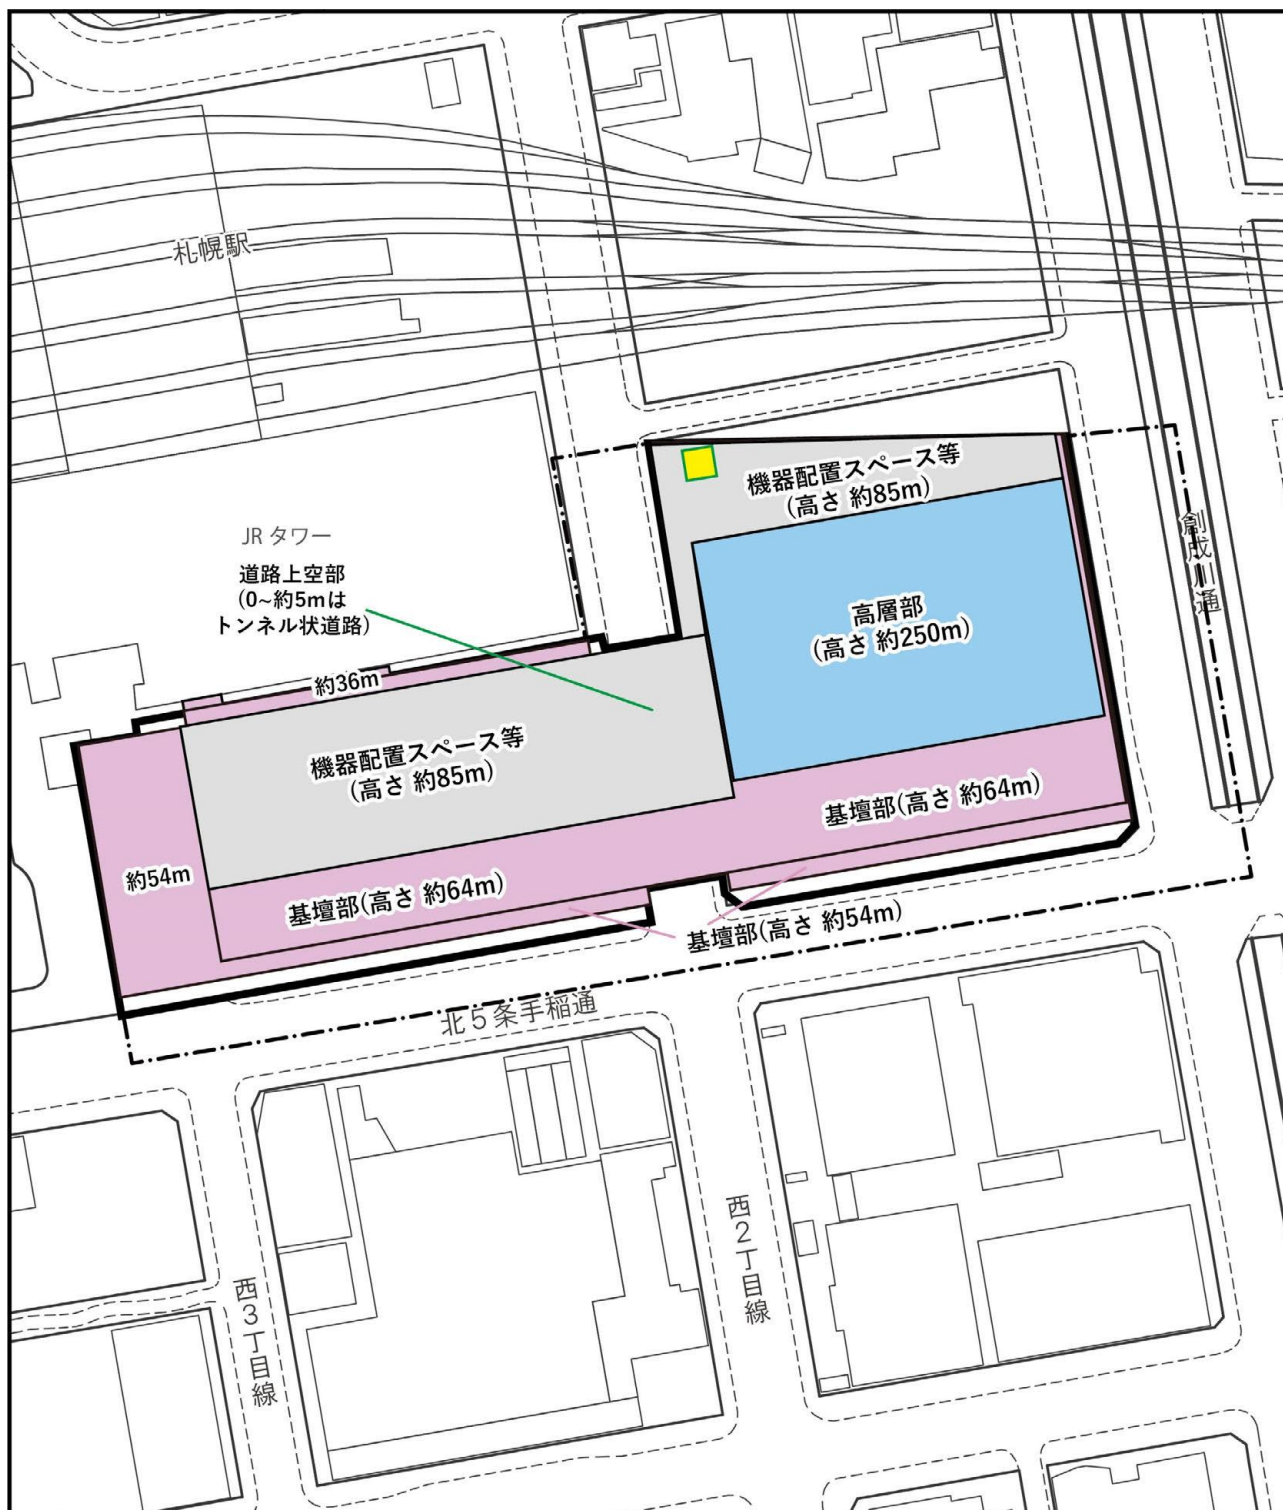 札幌駅
機器配置スペース等
(高さ 約85m)
JR タワー
道路上空部
(0~約5mは
トンネル状道路)
創成川通
高層部
(高さ 約250m)
約36m
機器配置スペース等
(高さ 約85m)
基壇部(高さ 約64m)
約54m
基壇部(高さ 約64m)
基壇部(高さ 約54m)
北5条手稲通
西2丁目線
西3丁目線